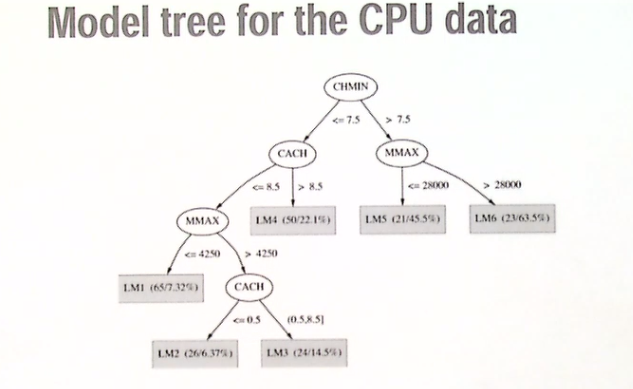 Model tree for the CPU data
CHMIN
<= 7.5 > 7.5
CACH MMAX
<= 8.5 > 8.5 <= 28000 > 28000
MMAX LM4 (50/22.1%) LM5 (21/45.5%) LM6 (23/63.5%)
<= 4250 > 4250
LM1 (65/7.32%) CACH
<= 0.5 (0.5,8.5]
LM2 (26/6.37%) LM3 (24/14.5%)